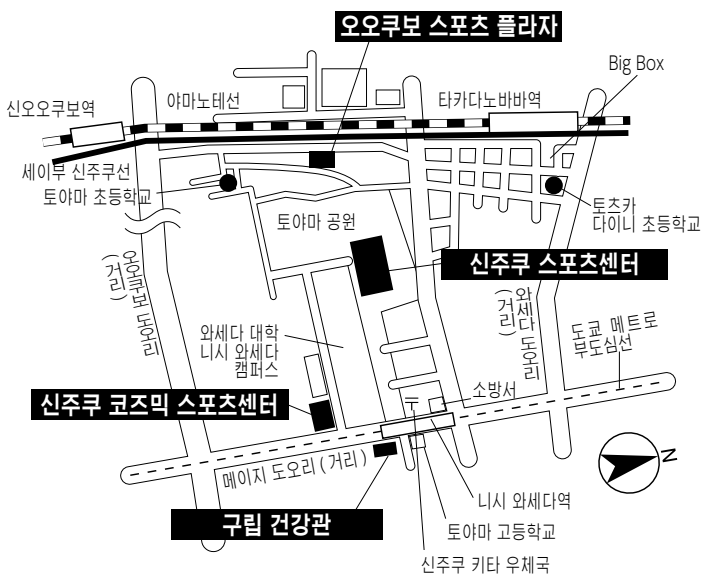 오오쿠보 스포츠 플라자
Big Box
신오오쿠보역
야마노테선
타카다노바바역
세이부 신주쿠선
토야마 초등학교
토야마 공원
토츠카
다이니 초등학교
신주쿠 스포츠센터
오오쿠보 도오리
(거리)
와세다 도오리
(거리)
도쿄 메트로
부도심선
와세다 대학
니시 와세다
캠퍼스
소방서
신주쿠 코즈믹 스포츠센터
〒
메이지 도오리 (거리)
N
니시 와세다역
구립 건강관
토야마 고등학교
신주쿠 키타 우체국